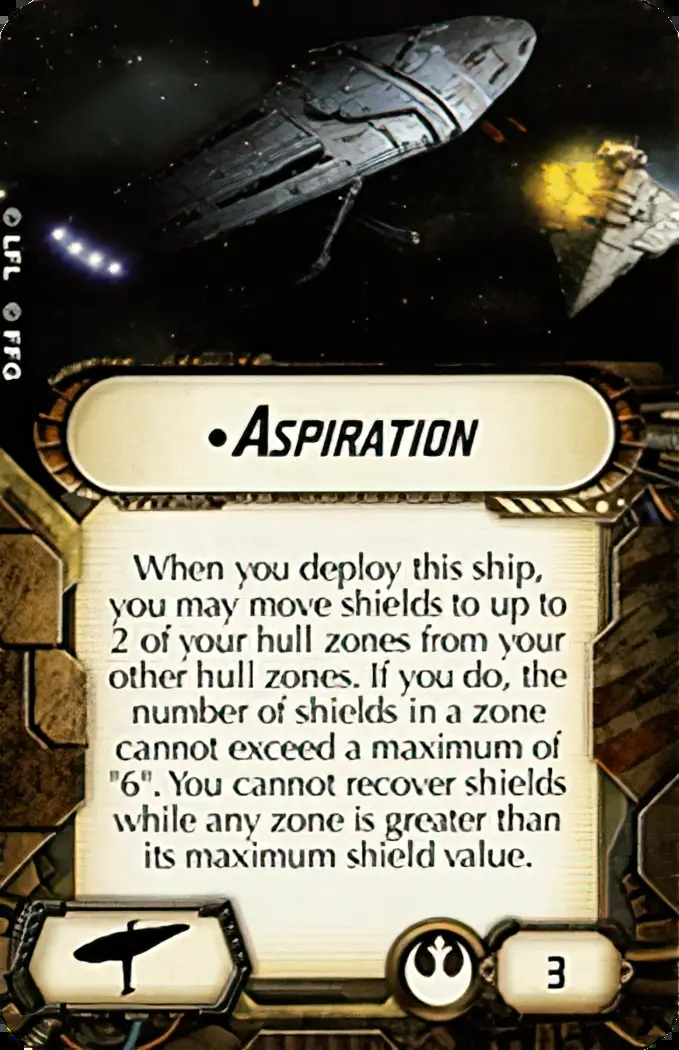 © LFL © FFG
•Aspiration
When you deploy this ship,
you may move shields to up to
2 of your hull zones from your
other hull zones. If you do, the
number of shields in a zone
cannot exceed a maximum of
"6". You cannot recover shields
while any zone is greater than
its maximum shield value.
3